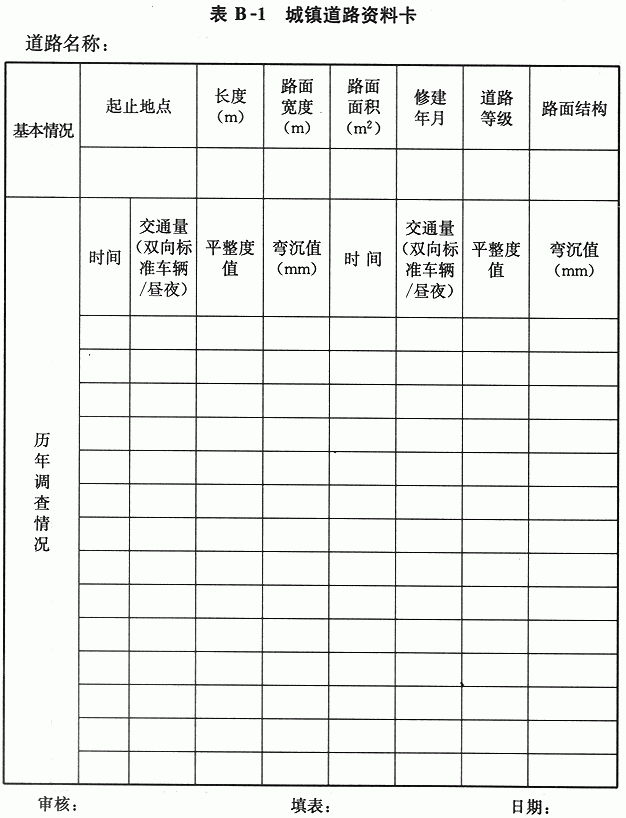 表 B-1 城镇道路资料卡
道路名称：
基本情况
起止地点
长度
（m）
路面
宽度
（m）
路面
面积
（m²）
修建
年月
道路
等级
路面结构
历年调查情况
时间
交通量
（双向标
准车辆
/昼夜）
平整度
值
弯沉值
（mm）
时 间
交通量
（双向标
准车辆
/昼夜）
平整度
值
弯沉值
（mm）
审核：
填表：
日期：